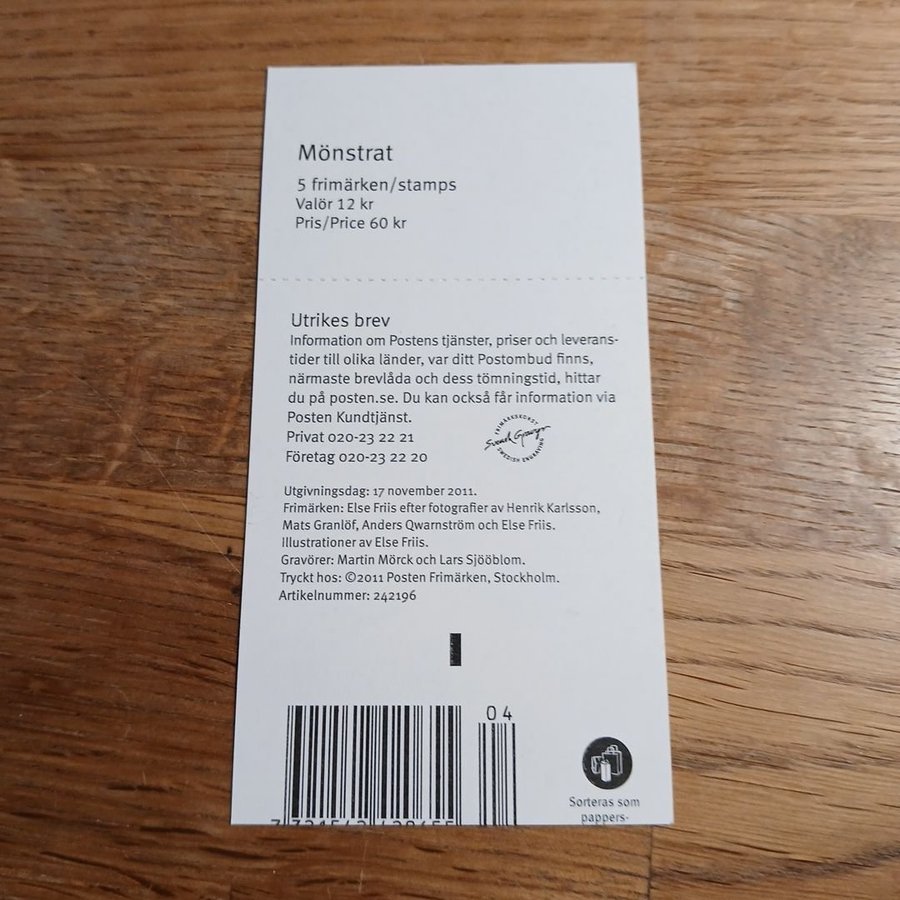 Mönstrat
5 frimärken/stamps
Valör 12 kr
Pris/Price 60 kr
Utrikes brev
Information om Postens tjänster, priser och leverans-
tider till olika länder, var ditt Postombud finns,
närmaste brevlåda och dess tömningstid, hittar
du på posten.se. Du kan också får information via
Posten Kundtjänst.
Privat 020-23 22 21
Företag 020-23 22 20
FRIMÄRKSKONST
Svensk Gravyr
SWEDISH ENGRAVING
Utgivningsdag: 17 november 2011.
Frimärken: Else Friis efter fotografier av Henrik Karlsson,
Mats Granlöf, Anders Qwarnström och Else Friis.
Illustrationer av Else Friis.
Gravörer: Martin Mörck och Lars Sjööblom.
Tryckt hos: ©2011 Posten Frimärken, Stockholm.
Artikelnummer: 242196
04
Sorteras som
pappers-